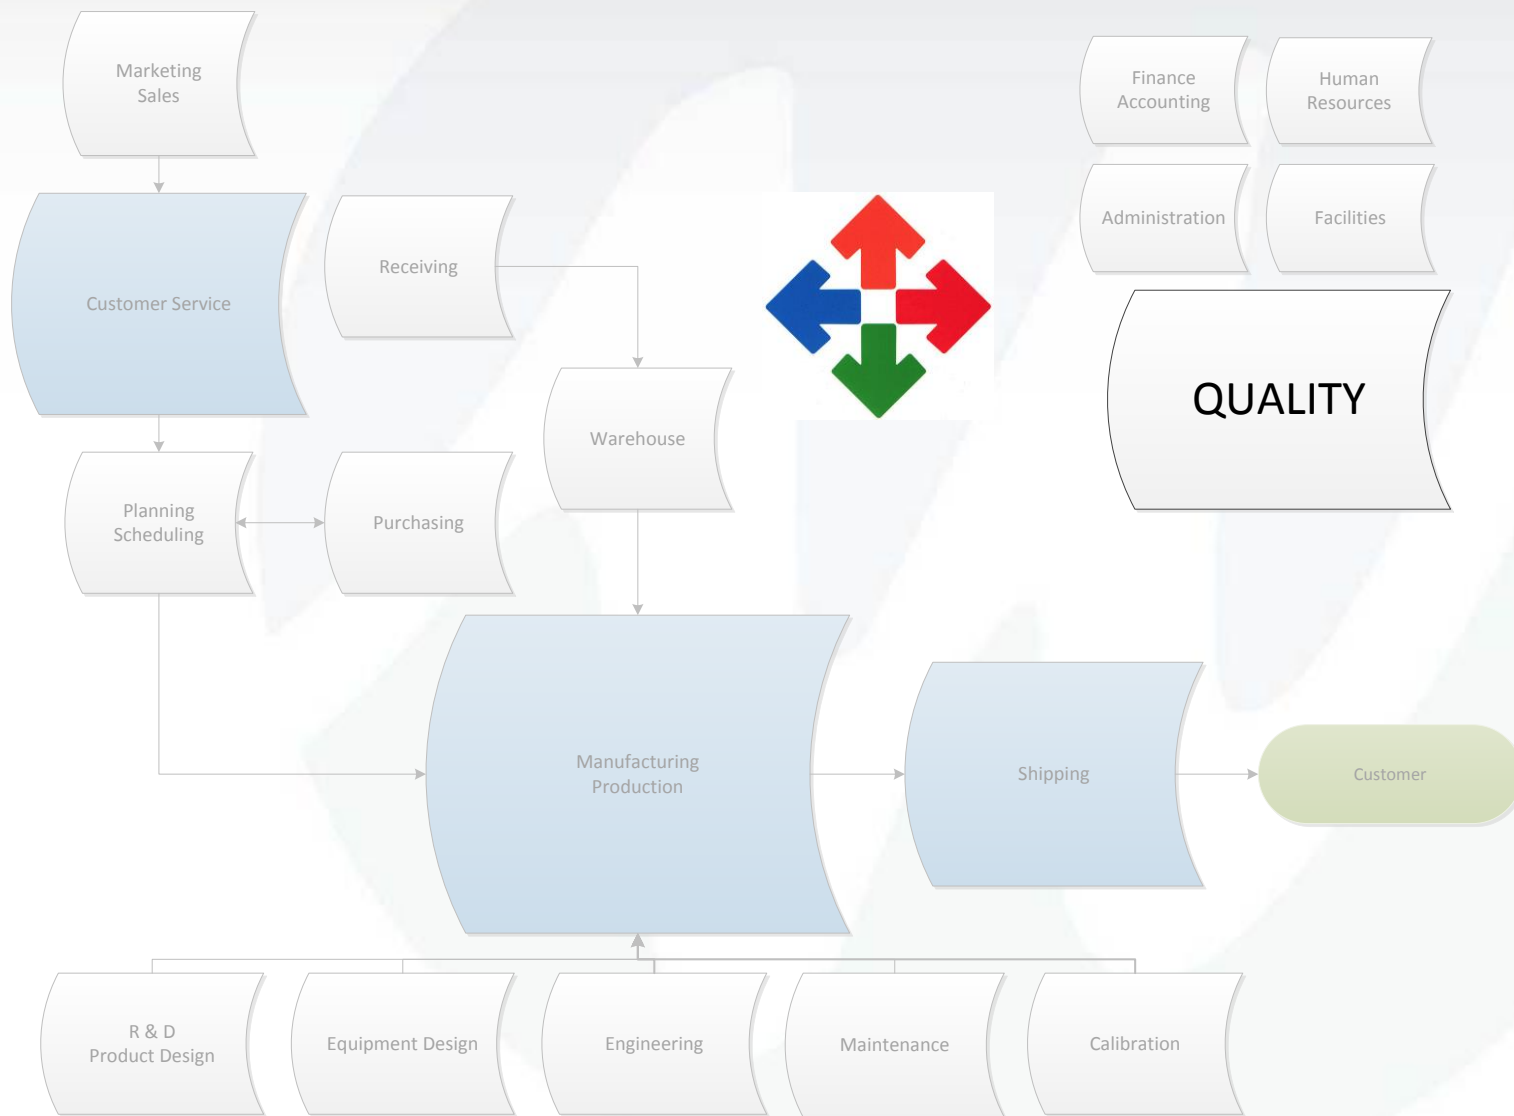 Marketing
Sales
Finance
Accounting
Human
Resources
Customer Service
Receiving
Administration
Facilities
QUALITY
Warehouse
Planning
Scheduling
Purchasing
Manufacturing
Production
Shipping
Customer
R & D
Product Design
Equipment Design
Engineering
Maintenance
Calibration